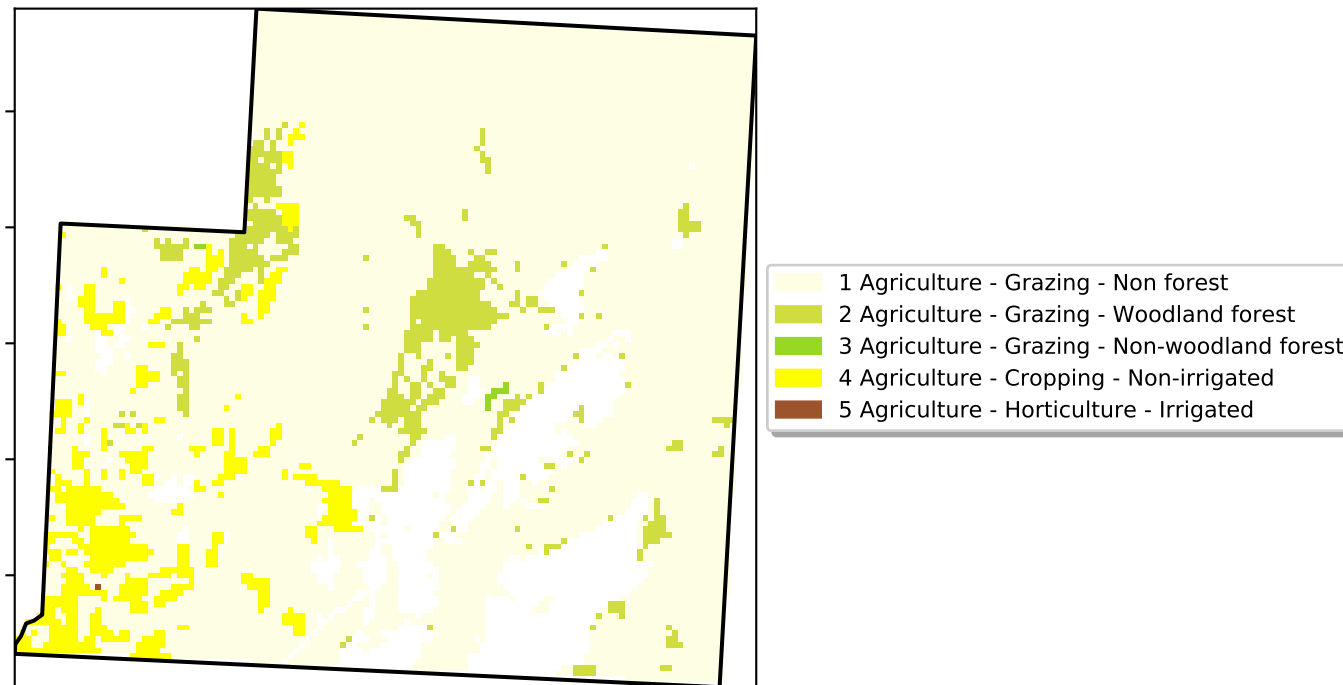 1 Agriculture - Grazing - Non forest
2 Agriculture - Grazing - Woodland forest
3 Agriculture - Grazing - Non-woodland forest
4 Agriculture - Cropping - Non-irrigated
5 Agriculture - Horticulture - Irrigated